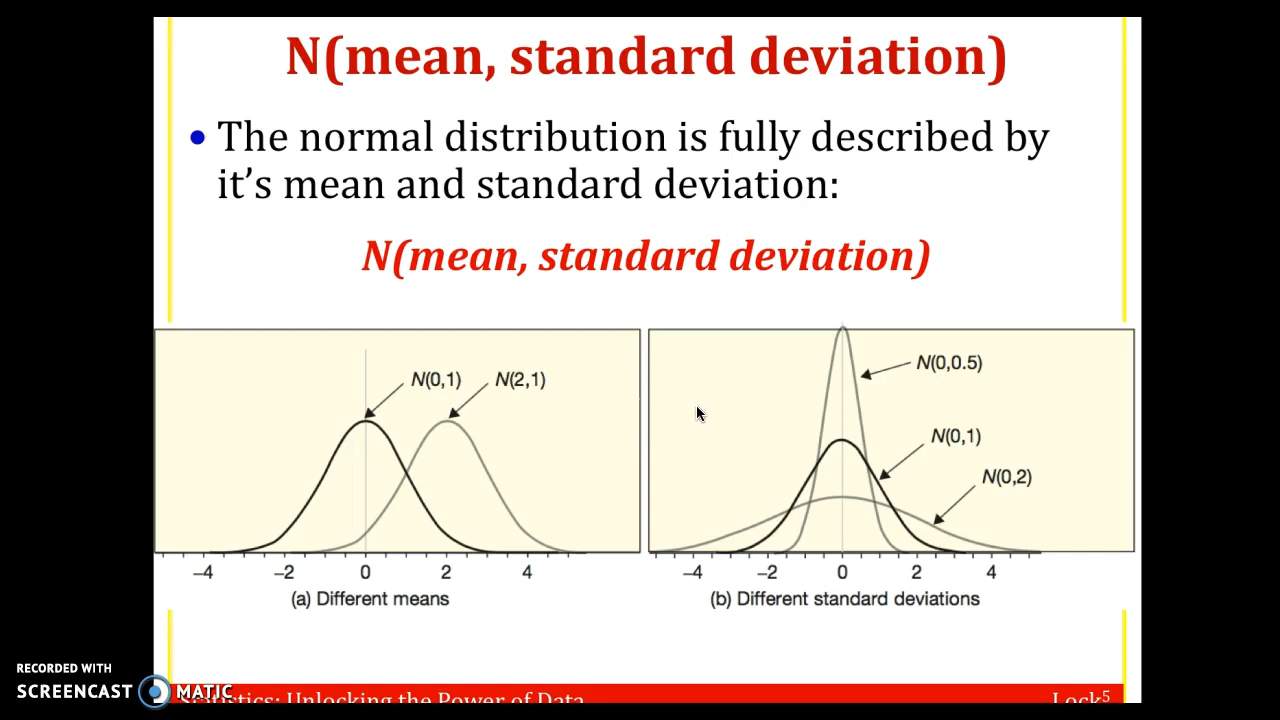 N(mean, standard deviation)
• The normal distribution is fully described by
it’s mean and standard deviation:
N(mean, standard deviation)
N(0,1)
N(2,1)
–4 –2 0 2 4
(a) Different means
N(0,0.5)
N(0,1)
N(0,2)
–4 –2 0 2 4
(b) Different standard deviations
RECORDED WITH
SCREENCAST MATIC
Statistics: Unlocking the Power of Data
Lock5